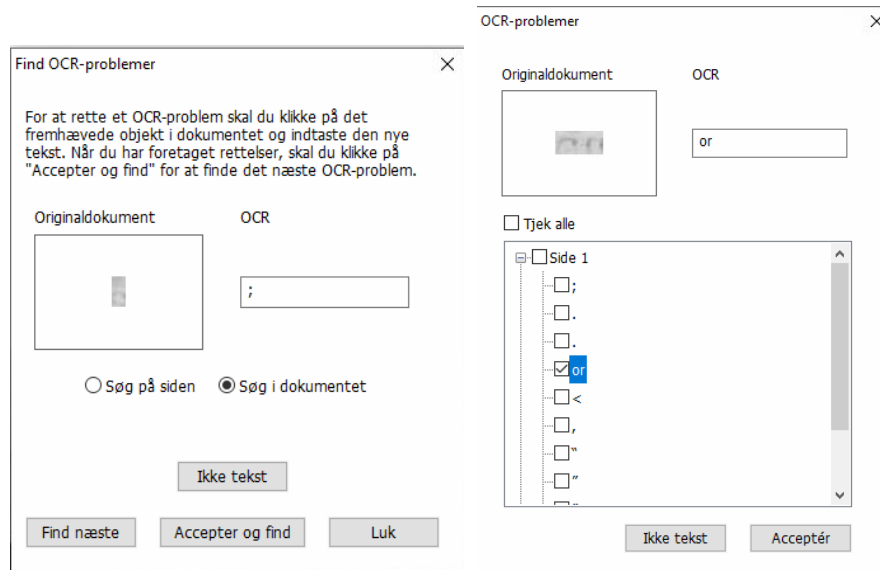 Find OCR-problemer
For at rette et OCR-problem skal du klikke på det
fremhævede objekt i dokumentet og indtaste den nye
tekst. Når du har foretaget rettelser, skal du klikke på
"Accepter og find" for at finde det næste OCR-problem.
Originaldokument OCR
;
Søg på siden Søg i dokumentet
Ikke tekst
Find næste Accepter og find Luk
OCR-problemer
Originaldokument OCR
or
Tjek alle
Side 1
;
.
.
or
<
,
“
”
Ikke tekst Acceptér